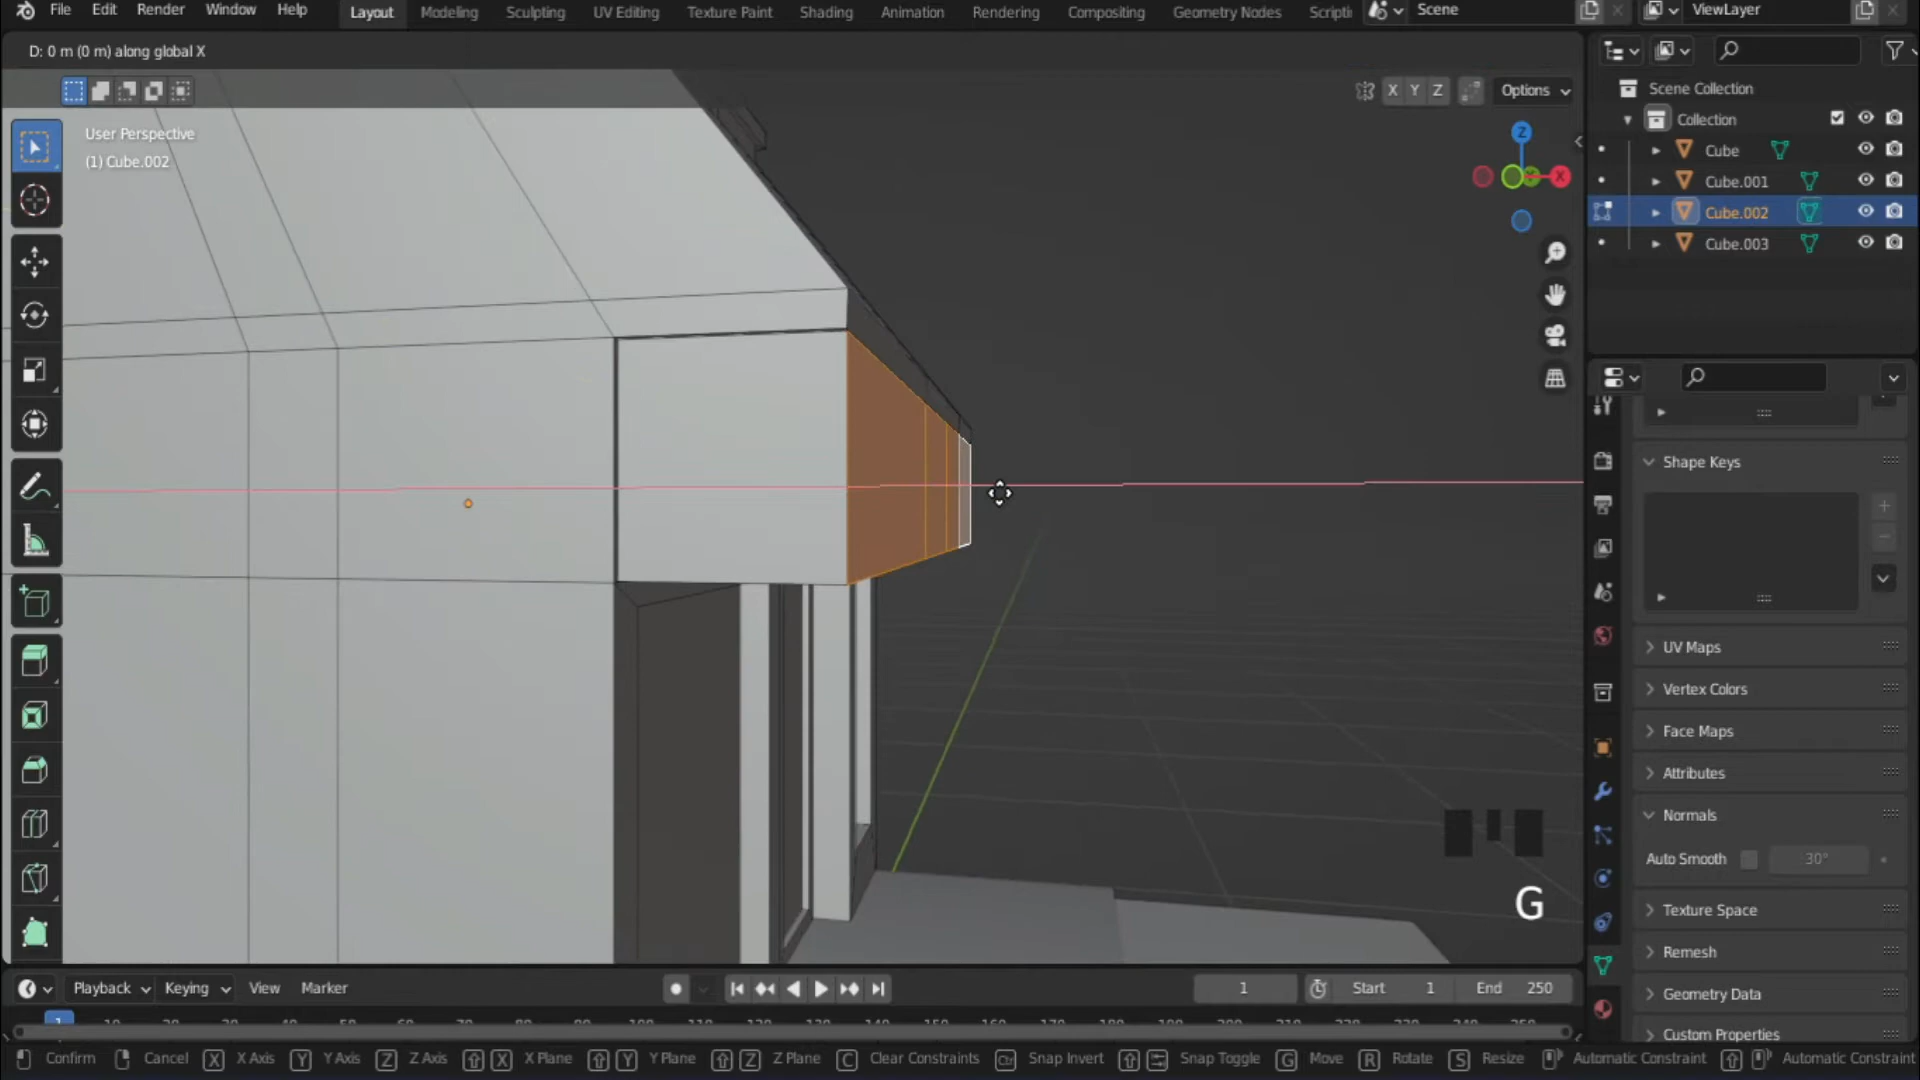 File Edit Render Window Help Layout Modeling Sculpting UV Editing Texture Paint Shading Animation Rendering Compositing Geometry Nodes Scripti Scene ViewLayer
D: 0 m (0 m) along global X
X Y Z Options
User Perspective
(1) Cube.002
Z
X
Scene Collection
Collection
Cube
Cube.001
Cube.002
Cube.003
Shape Keys
UV Maps
Vertex Colors
Face Maps
Attributes
Normals
Auto Smooth 30°
Texture Space
Remesh
Geometry Data
Custom Properties
G
Playback Keying View Marker 1 Start 1 End 250
1
Confirm Cancel X X Axis Y Y Axis Z Z Axis X X Plane Y Y Plane Z Z Plane C Clear Constraints Ctrl Snap Invert Snap Toggle G Move R Rotate S Resize Automatic Constraint Automatic Constraint